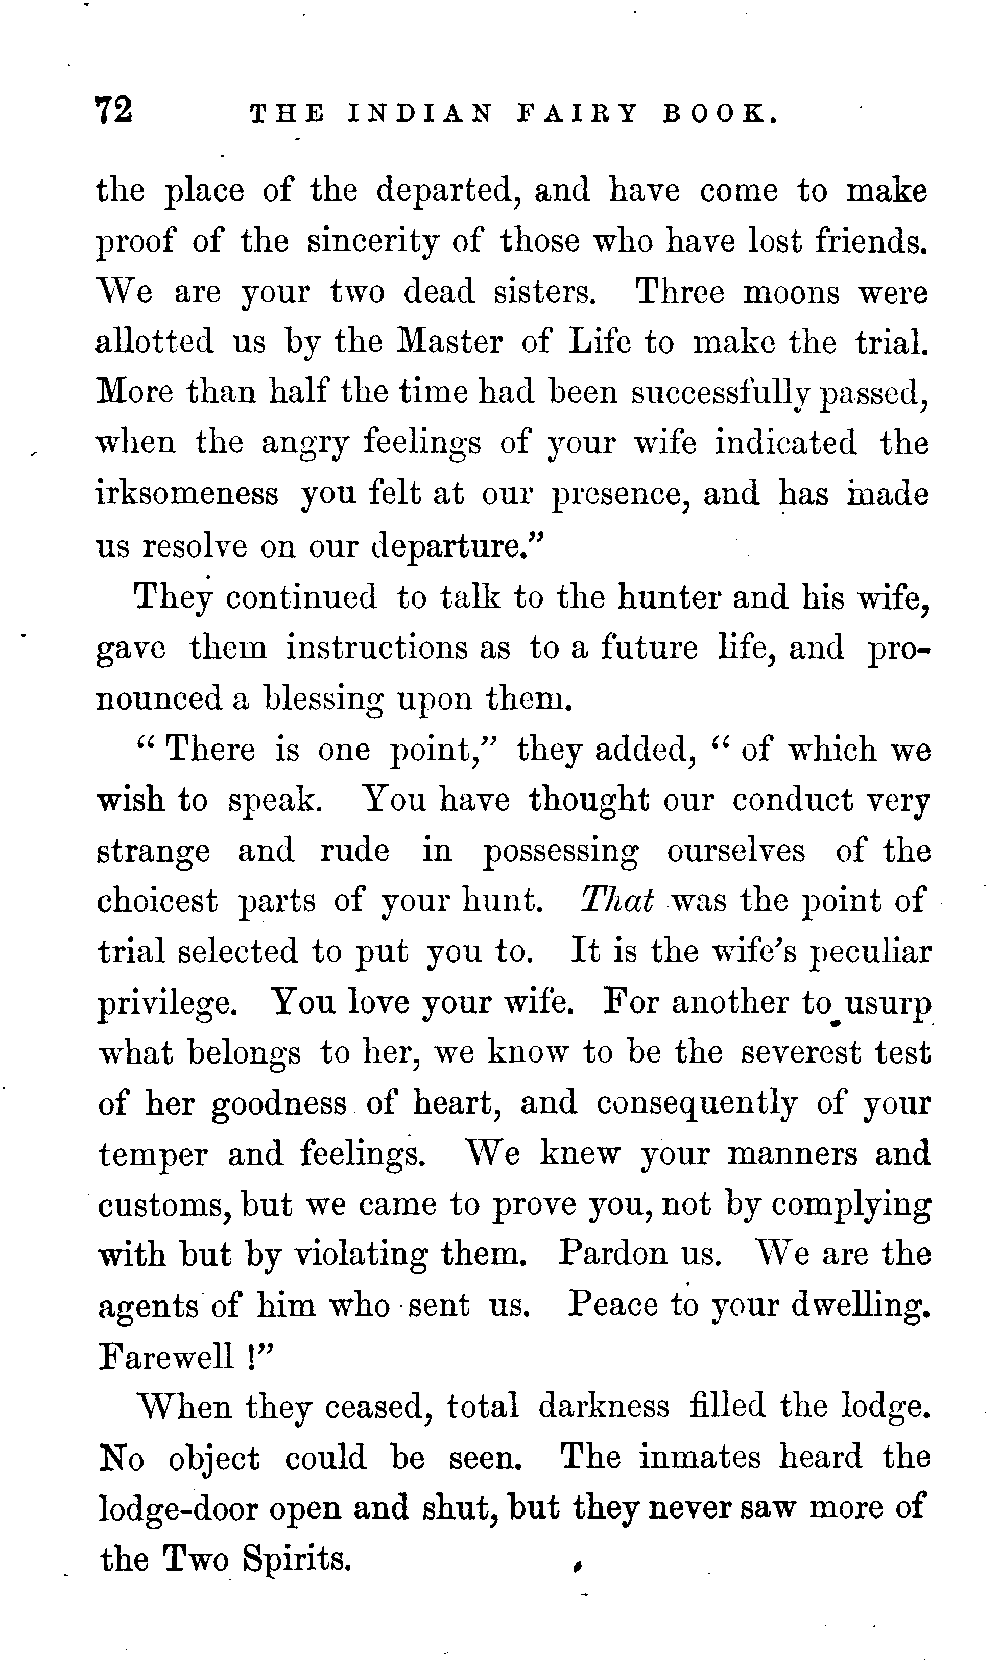 72 THE INDIAN FAIRY BOOK.
the place of the departed, and have come to make
proof of the sincerity of those who have lost friends.
We are your two dead sisters. Three moons were
allotted us by the Master of Life to make the trial.
More than half the time had been successfully passed,
when the angry feelings of your wife indicated the
irksomeness you felt at our presence, and has made
us resolve on our departure.”
They continued to talk to the hunter and his wife,
gave them instructions as to a future life, and pro-
nounced a blessing upon them.
“ There is one point,” they added, “ of which we
wish to speak. You have thought our conduct very
strange and rude in possessing ourselves of the
choicest parts of your hunt. That was the point of
trial selected to put you to. It is the wife’s peculiar
privilege. You love your wife. For another to usurp
what belongs to her, we know to be the severest test
of her goodness of heart, and consequently of your
temper and feelings. We knew your manners and
customs, but we came to prove you, not by complying
with but by violating them. Pardon us. We are the
agents of him who sent us. Peace to your dwelling.
Farewell !”
When they ceased, total darkness filled the lodge.
No object could be seen. The inmates heard the
lodge-door open and shut, but they never saw more of
the Two Spirits.